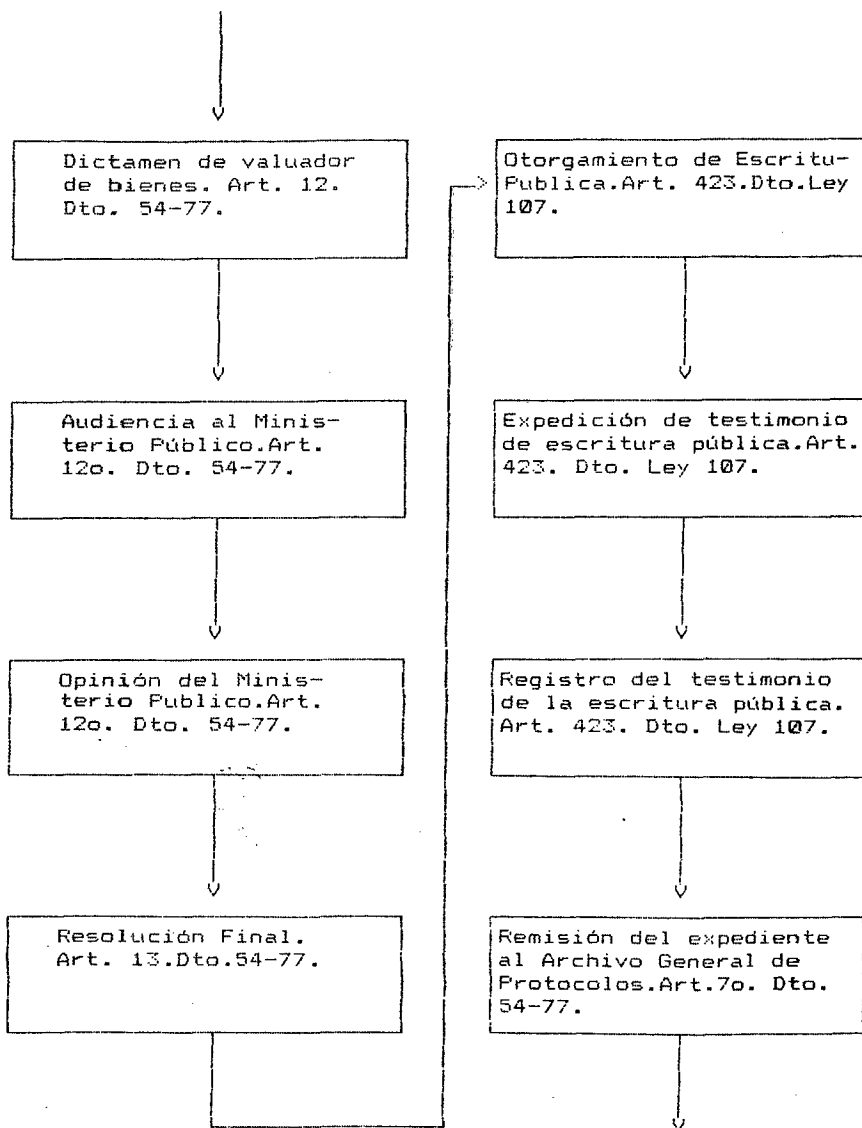 Dictamen de valuador
de bienes. Art. 12.
Dto. 54-77.
Audiencia al Minis-
terio Público.Art.
12o. Dto. 54-77.
Opinión del Minis-
terio Publico.Art.
12o. Dto. 54-77.
Resolución Final.
Art. 13.Dto.54-77.
Otorgamiento de Escritu-
Publica.Art. 423.Dto.Ley
107.
Expedición de testimonio
de escritura pública.Art.
423. Dto. Ley 107.
Registro del testimonio
de la escritura pública.
Art. 423. Dto. Ley 107.
Remisión del expediente
al Archivo General de
Protocolos.Art.7o. Dto.
54-77.